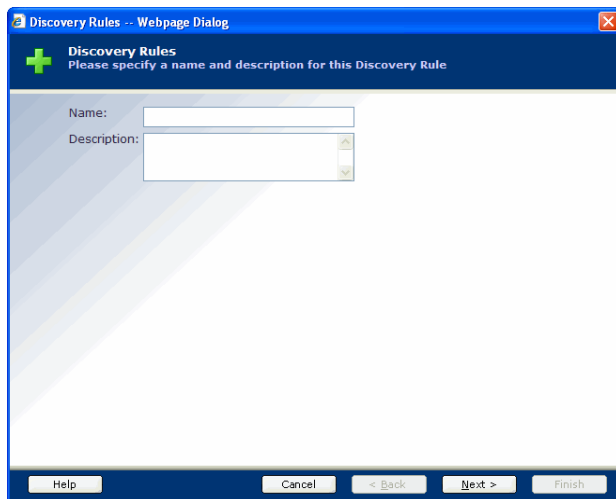 Discovery Rules -- Webpage Dialog
Discovery Rules
Please specify a name and description for this Discovery Rule
Name:
Description:
Help Cancel < Back Next > Finish